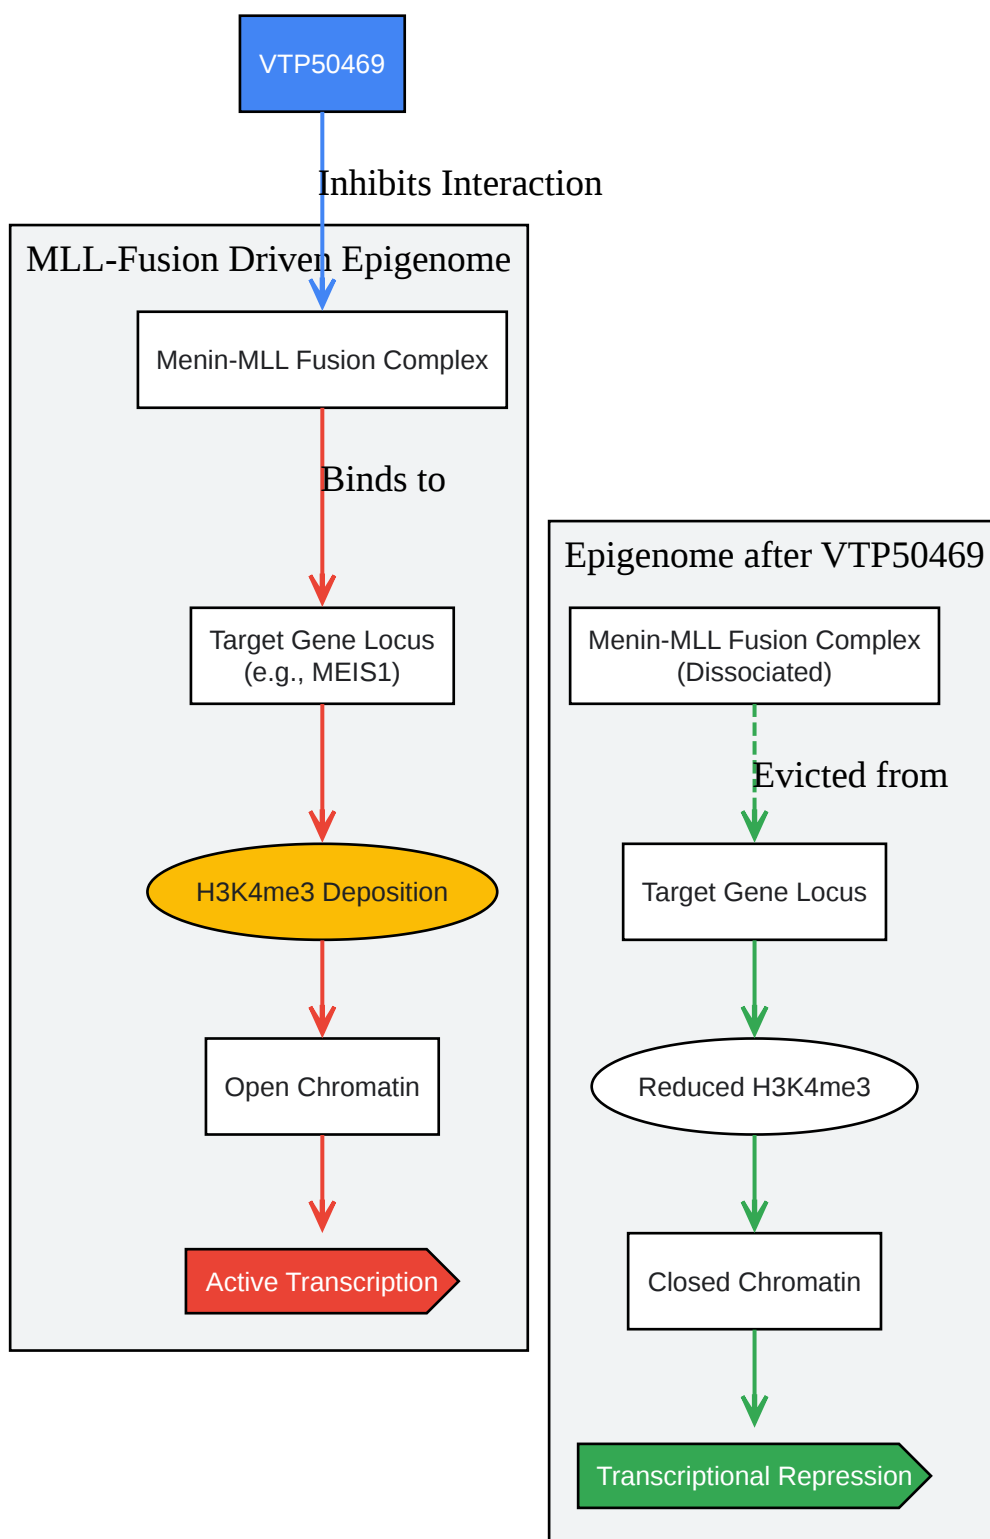 VTP50469
Inhibits Interaction
MLL-Fusion Driven Epigenome
Menin-MLL Fusion Complex
Binds to
Target Gene Locus
(e.g., MEIS1)
H3K4me3 Deposition
Open Chromatin
Active Transcription
Epigenome after VTP50469
Menin-MLL Fusion Complex
(Dissociated)
Evicted from
Target Gene Locus
Reduced H3K4me3
Closed Chromatin
Transcriptional Repression